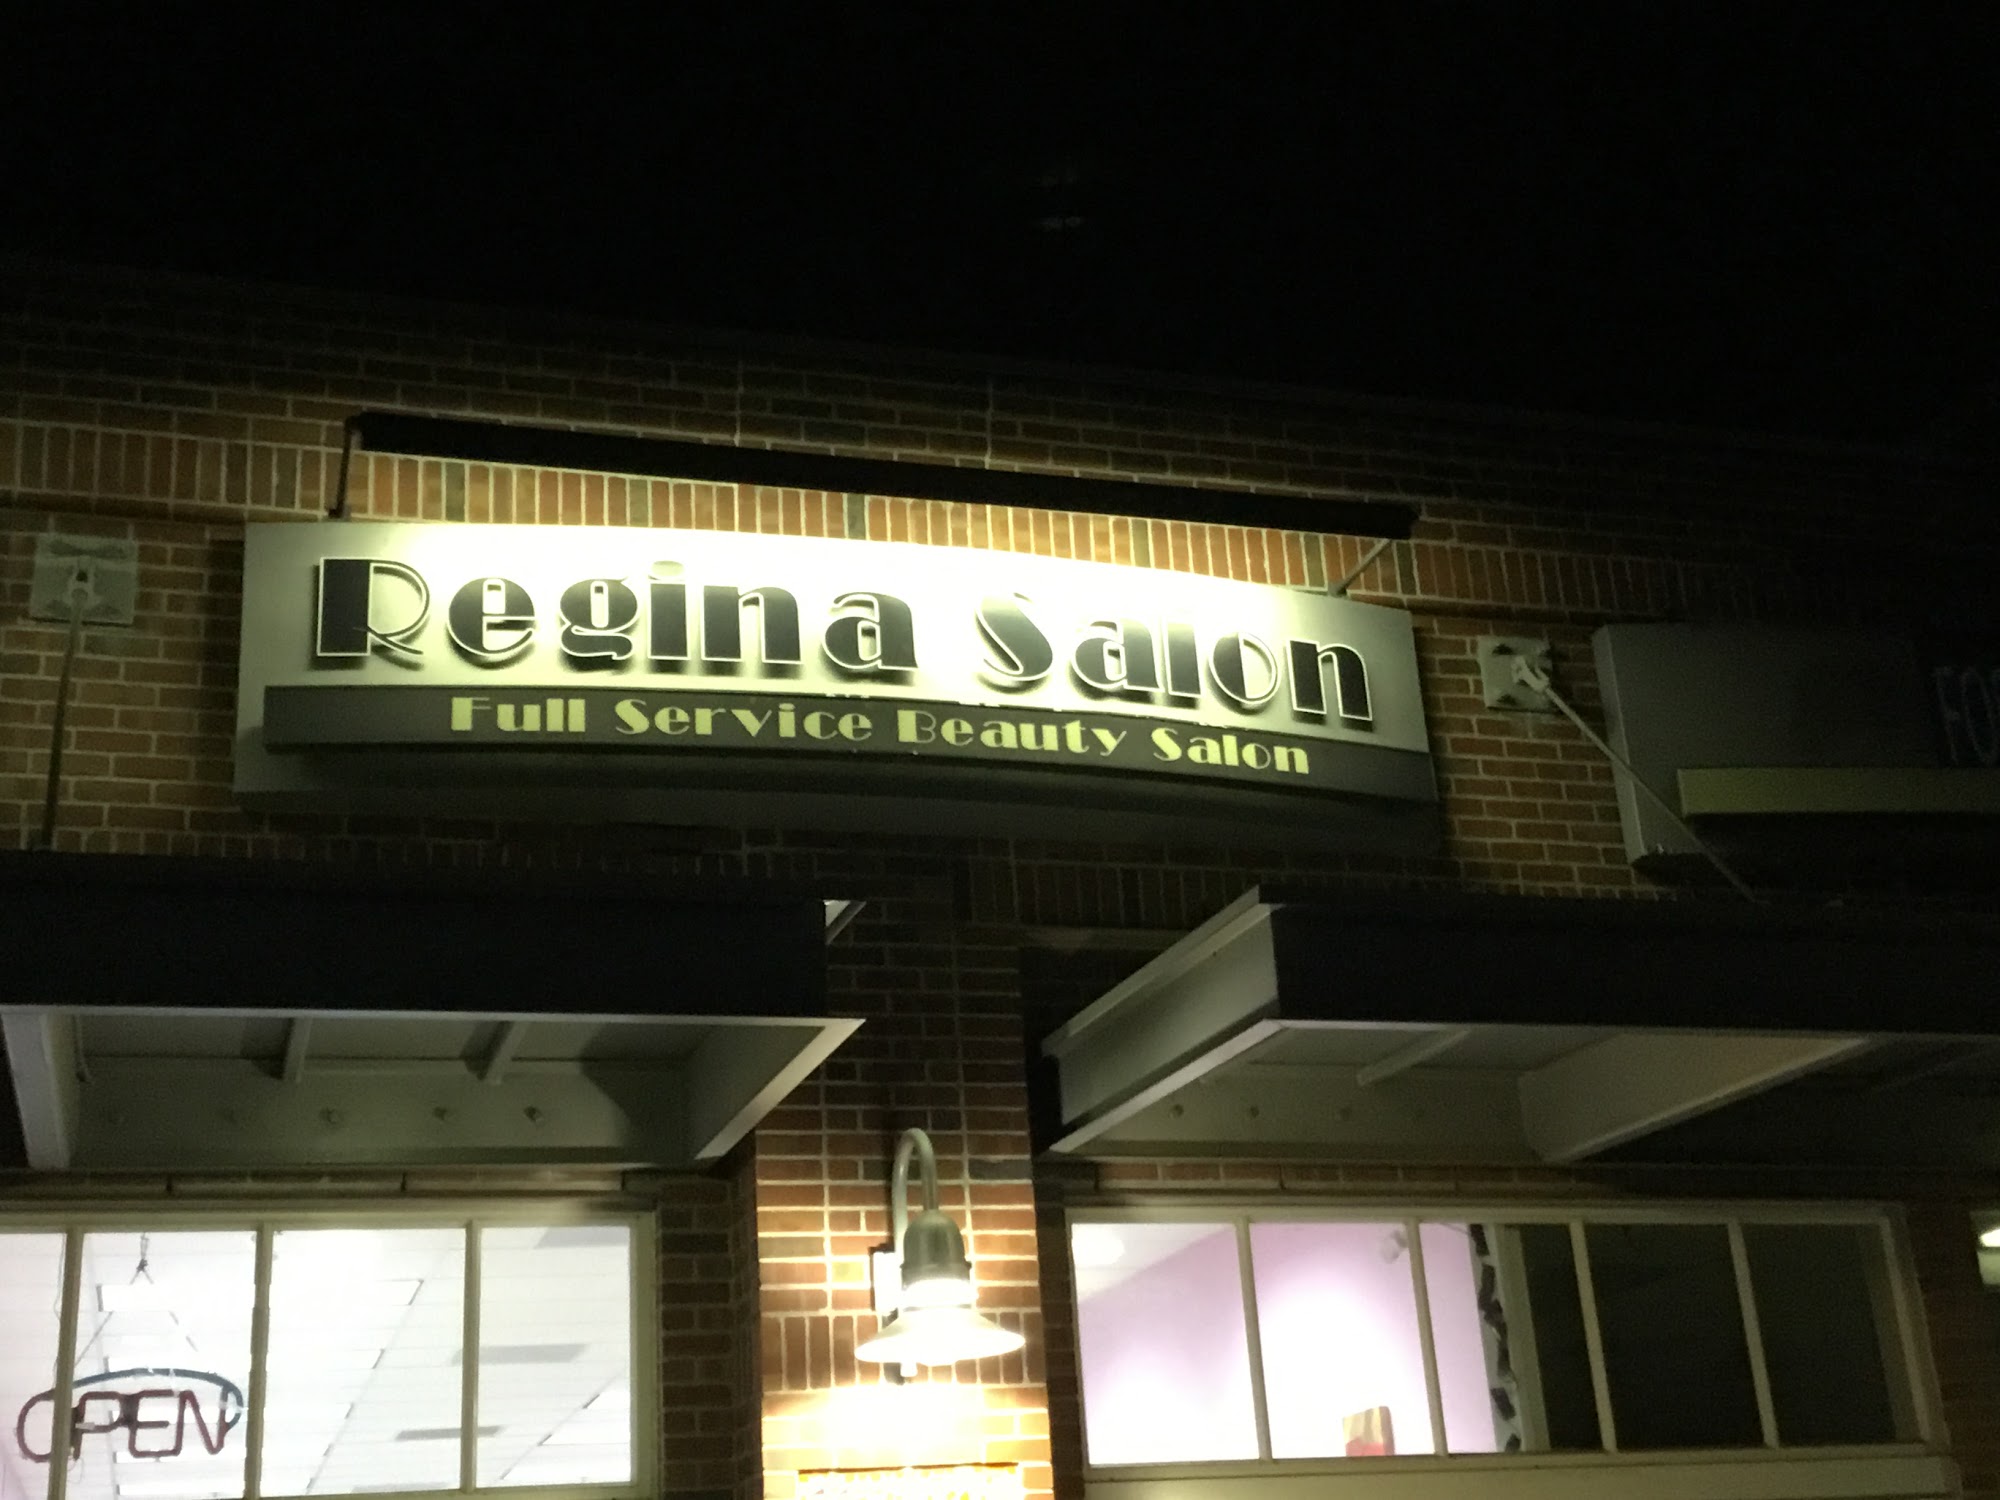 Regina Salon
Full Service Beauty Salon
OPEN